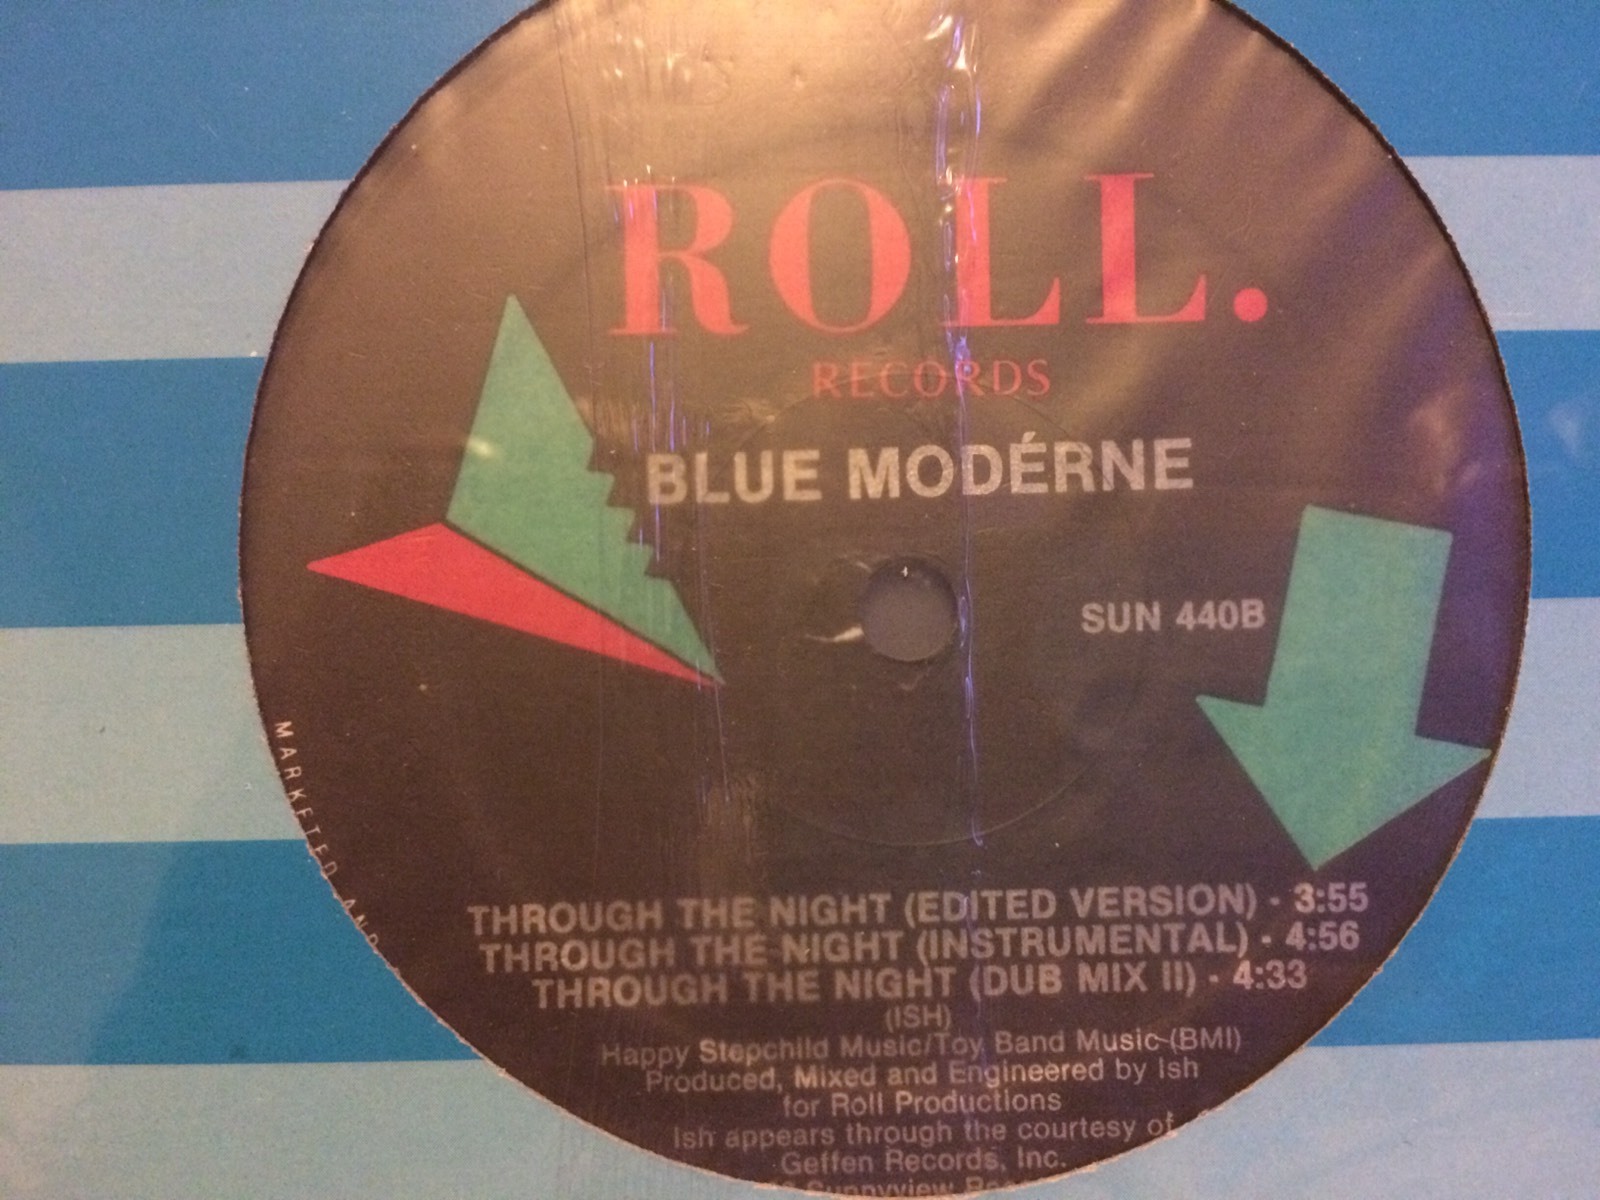 ROLL.
RECORDS
BLUE MODÉRNE
SUN 440B
THROUGH THE NIGHT (EDITED VERSION) - 3:55
THROUGH THE NIGHT (INSTRUMENTAL) - 4:56
THROUGH THE NIGHT (DUB MIX II) - 4:33
(ISH)
Happy Stepchild Music/Toy Band Music (BMI)
Produced, Mixed and Engineered by Ish
for Roll Productions
Ish appears through the courtesy of
Geffen Records, Inc.
Sunnyview
MARKETED AND